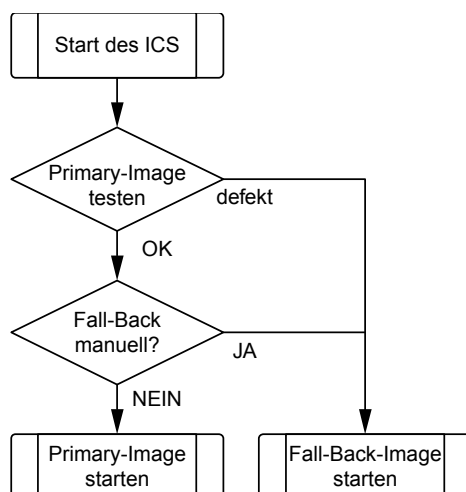 Start des ICS
Primary-Image
testen
defekt
OK
Fall-Back
manuell?
JA
NEIN
Primary-Image
starten
Fall-Back-Image
starten